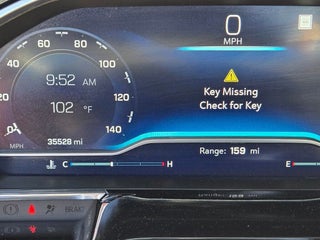 0
MPH
20
40
60
80
100
120
140
9:52 AM
102 °F
35528 mi
MPH
Key Missing
Check for Key
Range: 159 mi
C H
E